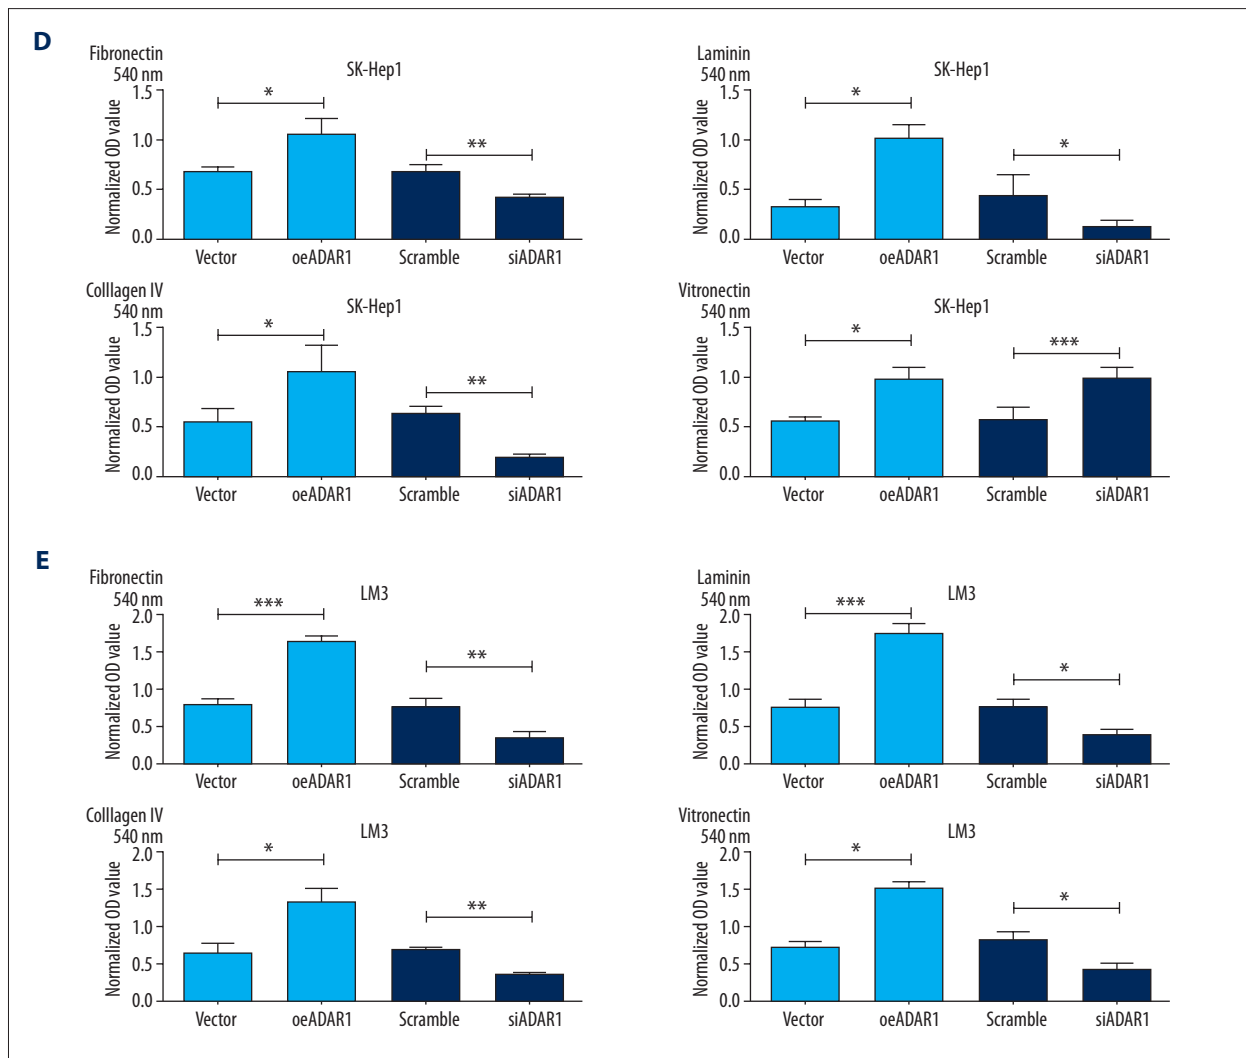 D
Fibronectin
540 nm
SK-Hep1
Normalized OD value
1.5
1.0
0.5
0.0
*
**
Vector
oeADAR1
Scramble
siADAR1
Laminin
540 nm
SK-Hep1
Normalized OD value
1.5
1.0
0.5
0.0
*
*
Vector
oeADAR1
Scramble
siADAR1
Colllagen IV
540 nm
SK-Hep1
Normalized OD value
1.5
1.0
0.5
0.0
*
**
Vector
oeADAR1
Scramble
siADAR1
Vitronectin
540 nm
SK-Hep1
Normalized OD value
1.5
1.0
0.5
0.0
*
***
Vector
oeADAR1
Scramble
siADAR1
E
Fibronectin
540 nm
LM3
Normalized OD value
2.0
1.5
1.0
0.5
0.0
***
**
Vector
oeADAR1
Scramble
siADAR1
Laminin
540 nm
LM3
Normalized OD value
2.0
1.5
1.0
0.5
0.0
***
*
Vector
oeADAR1
Scramble
siADAR1
Colllagen IV
540 nm
LM3
Normalized OD value
2.0
1.5
1.0
0.5
0.0
*
**
Vector
oeADAR1
Scramble
siADAR1
Vitronectin
540 nm
LM3
Normalized OD value
2.0
1.5
1.0
0.5
0.0
*
*
Vector
oeADAR1
Scramble
siADAR1